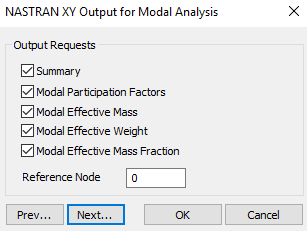 NASTRAN XY Output for Modal Analysis
Output Requests
Summary
Modal Participation Factors
Modal Effective Mass
Modal Effective Weight
Modal Effective Mass Fraction
Reference Node 0
Prev... Next... OK Cancel